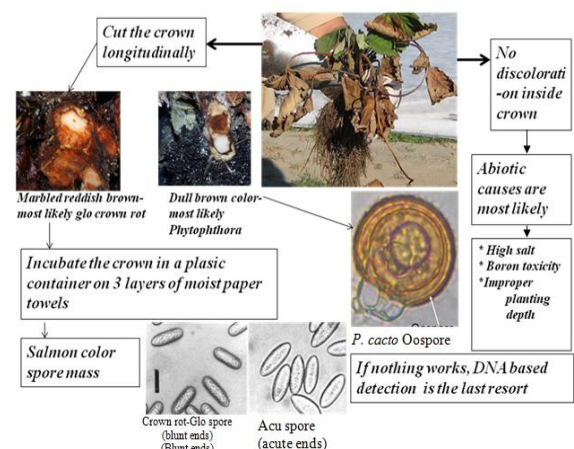 Cut the crown
longitudinally
No
discolorati
-on inside
crown
Marbled reddish brown-
most likely glo crown rot
Dull brown color-
most likely
Phytophthora
Abiotic
causes are
most likely
* High salt
* Boron toxicity
*Improper
planting
depth
Incubate the crown in a plasic
container on 3 layers of moist paper
towels
Oospore
P. cacto Oospore
Salmon color
spore mass
If nothing works, DNA based
detection is the last resort
Crown rot-Glo spore
(blunt ends)
(Blunt ends)
Acu spore
(acute ends)